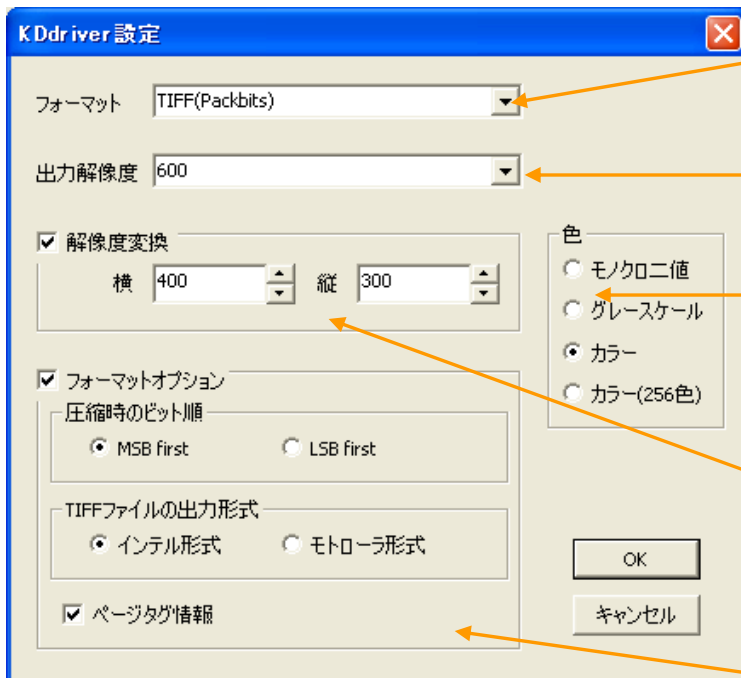 KDdriver 設定
フォーマット TIFF(Packbits)
出力解像度 600
解像度変換
横 400 縦 300
色
モノクロ二値
グレースケール
カラー
カラー(256色)
フォーマットオプション
圧縮時のビット順
MSB first LSB first
TIFFファイルの出力形式
インテル形式 モトローラ形式
ページタグ情報
OK
キャンセル